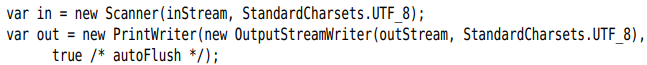 var in = new Scanner(inStream, StandardCharsets.UTF_8);
var out = new PrintWriter(new OutputStreamWriter(outStream, StandardCharsets.UTF_8),
      true /* autoFlush */);